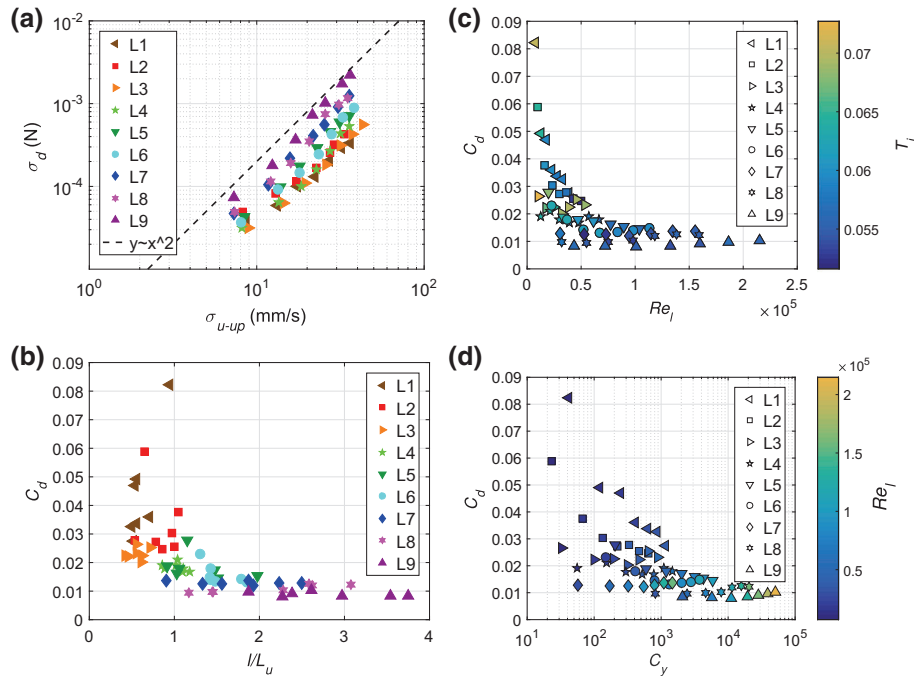 (a)
10^-2
10^-3
10^-4
σ_d (N)
L1
L2
L3
L4
L5
L6
L7
L8
L9
y~x^2
10^0
10^1
10^2
σ_u-up (mm/s)
(c)
0.09
0.08
0.07
0.06
0.05
0.04
0.03
0.02
0.01
0
C_d
L1
L2
L3
L4
L5
L6
L7
L8
L9
0
0.5
1
1.5
2
2.5
× 10^5
Re_l
0.07
0.065
0.06
0.055
T_i
(b)
0.09
0.08
0.07
0.06
0.05
0.04
0.03
0.02
0.01
0
C_d
L1
L2
L3
L4
L5
L6
L7
L8
L9
0
1
2
3
4
l/L_u
(d)
0.09
0.08
0.07
0.06
0.05
0.04
0.03
0.02
0.01
0
C_d
L1
L2
L3
L4
L5
L6
L7
L8
L9
10^1
10^2
10^3
10^4
10^5
C_y
× 10^5
2
1.5
1
0.5
Re_l